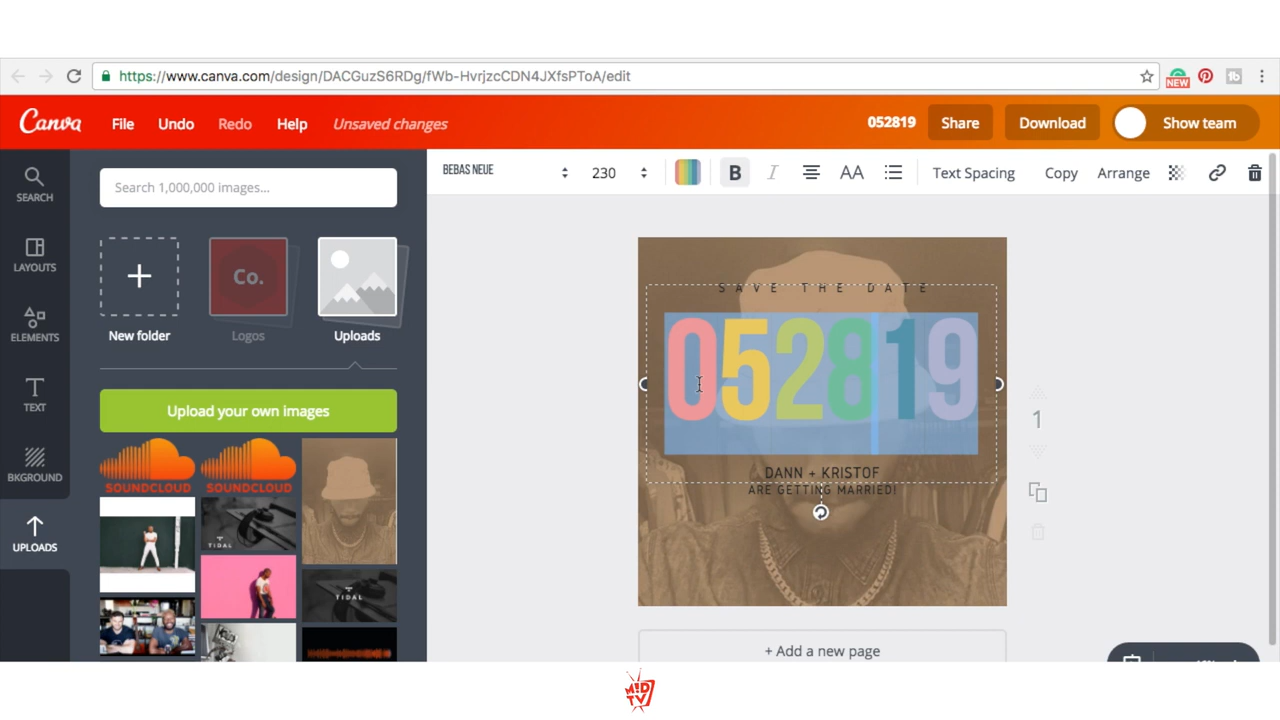 https://www.canva.com/design/DACGuzS6RDg/fWb-HvrjzcCDN4JXfsPToA/edit
NEW
Canva
File
Undo
Redo
Help
Unsaved changes
052819
Share
Download
Show team
SEARCH
LAYOUTS
ELEMENTS
TEXT
BKGROUND
UPLOADS
Search 1,000,000 images...
Co.
New folder
Logos
Uploads
Upload your own images
SOUNDCLOUD
SOUNDCLOUD
TIDAL
TIDAL
BEBAS NEUE
230
B
I
AA
Text Spacing
Copy
Arrange
SAVE THE DATE
052819
DANN + KRISTOF
ARE GETTING MARRIED!
1
+ Add a new page
MD
TV